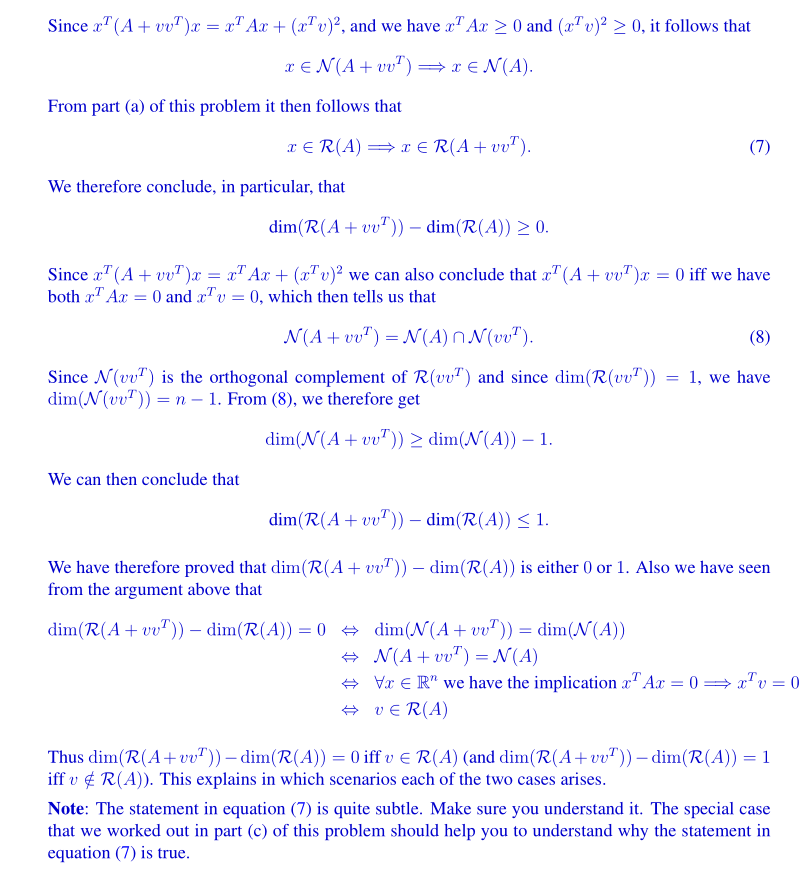 Since $x^T(A + vv^T)x = x^TAx + (x^Tv)^2$, and we have $x^TAx \geq 0$ and $(x^Tv)^2 \geq 0$, it follows that
$x \in \mathcal{N}(A + vv^T) \Longrightarrow x \in \mathcal{N}(A).$
From part (a) of this problem it then follows that
$x \in \mathcal{R}(A) \Longrightarrow x \in \mathcal{R}(A + vv^T).$ (7)
We therefore conclude, in particular, that
$\dim(\mathcal{R}(A + vv^T)) - \dim(\mathcal{R}(A)) \geq 0.$
Since $x^T(A + vv^T)x = x^TAx + (x^Tv)^2$ we can also conclude that $x^T(A + vv^T)x = 0$ iff we have
both $x^TAx = 0$ and $x^Tv = 0$, which then tells us that
$\mathcal{N}(A + vv^T) = \mathcal{N}(A) \cap \mathcal{N}(vv^T).$ (8)
Since $\mathcal{N}(vv^T)$ is the orthogonal complement of $\mathcal{R}(vv^T)$ and since $\dim(\mathcal{R}(vv^T)) = 1$, we have
$\dim(\mathcal{N}(vv^T)) = n - 1$. From (8), we therefore get
$\dim(\mathcal{N}(A + vv^T)) \geq \dim(\mathcal{N}(A)) - 1.$
We can then conclude that
$\dim(\mathcal{R}(A + vv^T)) - \dim(\mathcal{R}(A)) \leq 1.$
We have therefore proved that $\dim(\mathcal{R}(A + vv^T)) - \dim(\mathcal{R}(A))$ is either 0 or 1. Also we have seen
from the argument above that
$\dim(\mathcal{R}(A + vv^T)) - \dim(\mathcal{R}(A)) = 0 \Leftrightarrow \dim(\mathcal{N}(A + vv^T)) = \dim(\mathcal{N}(A))$
$\Leftrightarrow \mathcal{N}(A + vv^T) = \mathcal{N}(A)$
$\Leftrightarrow \forall x \in \mathbb{R}^n$ we have the implication $x^TAx = 0 \Longrightarrow x^Tv = 0$
$\Leftrightarrow v \in \mathcal{R}(A)$
Thus $\dim(\mathcal{R}(A + vv^T)) - \dim(\mathcal{R}(A)) = 0$ iff $v \in \mathcal{R}(A)$ (and $\dim(\mathcal{R}(A + vv^T)) - \dim(\mathcal{R}(A)) = 1$
iff $v \notin \mathcal{R}(A)$). This explains in which scenarios each of the two cases arises.
Note: The statement in equation (7) is quite subtle. Make sure you understand it. The special case
that we worked out in part (c) of this problem should help you to understand why the statement in
equation (7) is true.